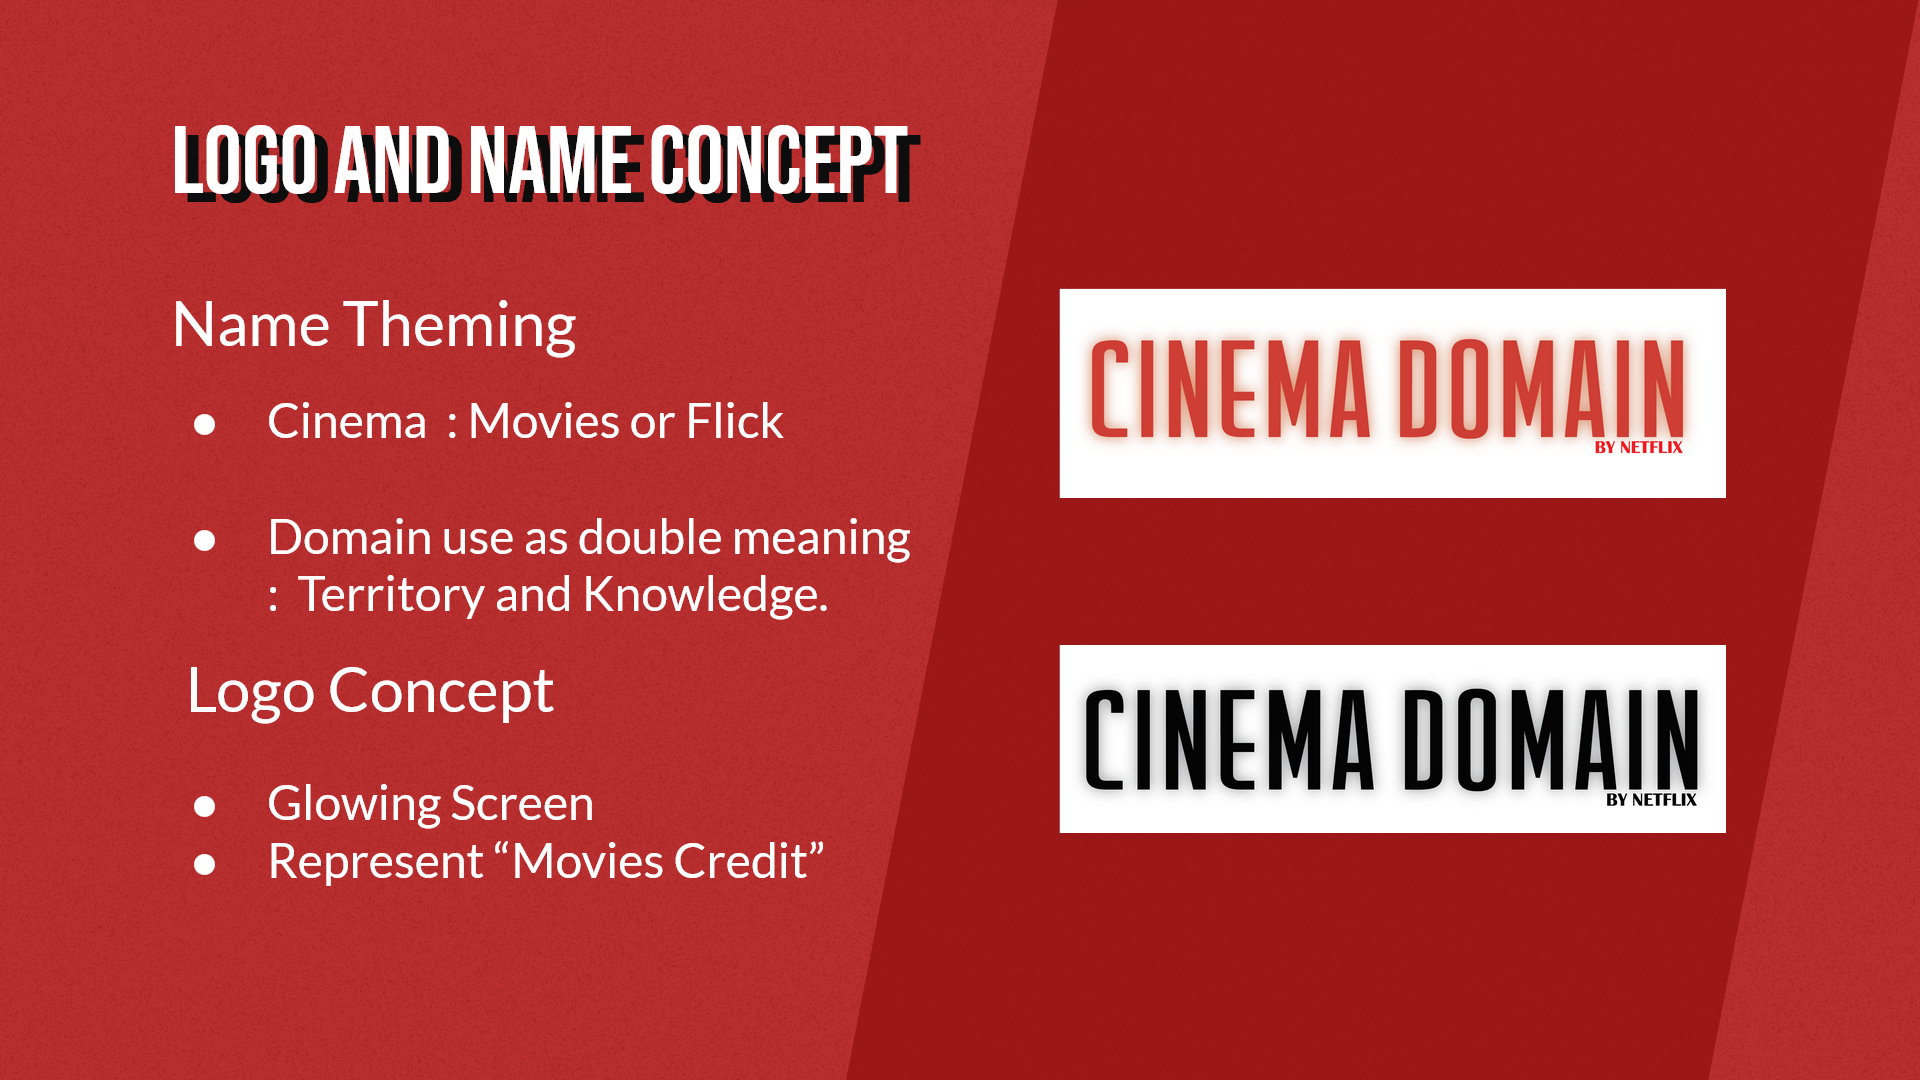 LOGO AND NAME CONCEPT
Name Theming
● Cinema : Movies or Flick
● Domain use as double meaning
: Territory and Knowledge.
Logo Concept
● Glowing Screen
● Represent “Movies Credit”
CINEMA DOMAIN
BY NETFLIX
CINEMA DOMAIN
BY NETFLIX